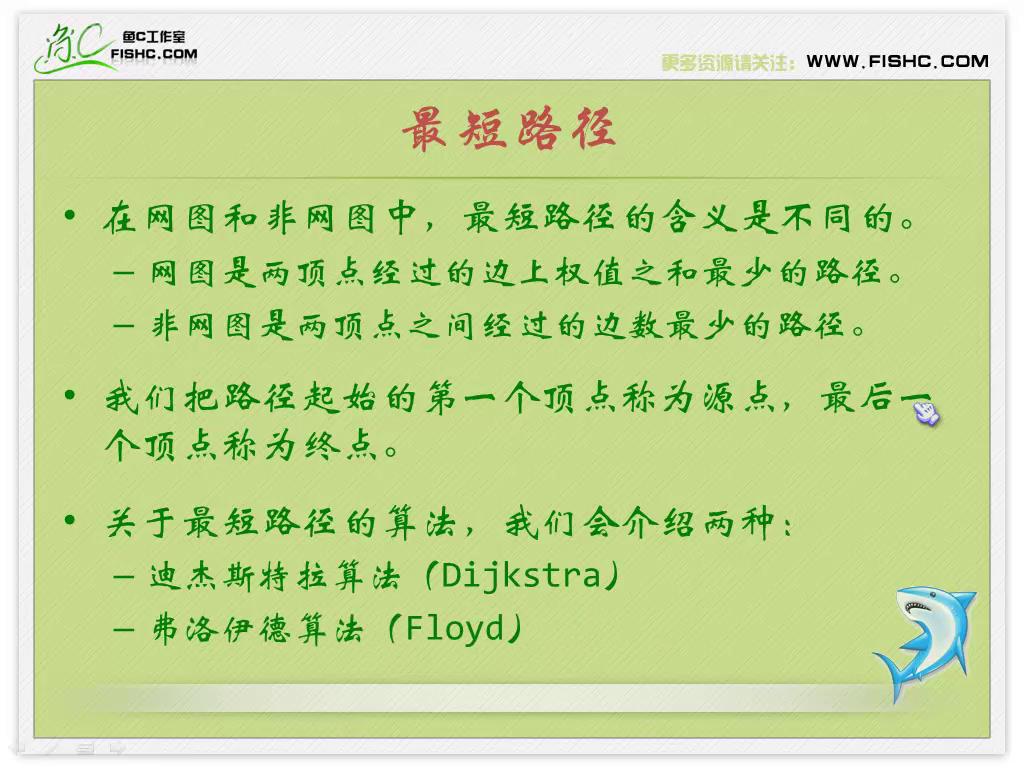 鱼C
鱼C工作室
FISHC.COM
更多资源请关注：WWW.FISHC.COM
最短路径
• 在网图和非网图中，最短路径的含义是不同的。
– 网图是两顶点经过的边上权值之和最少的路径。
– 非网图是两顶点之间经过的边数最少的路径。
• 我们把路径起始的第一个顶点称为源点，最后一
个顶点称为终点。
• 关于最短路径的算法，我们会介绍两种：
– 迪杰斯特拉算法（Dijkstra）
– 弗洛伊德算法（Floyd）